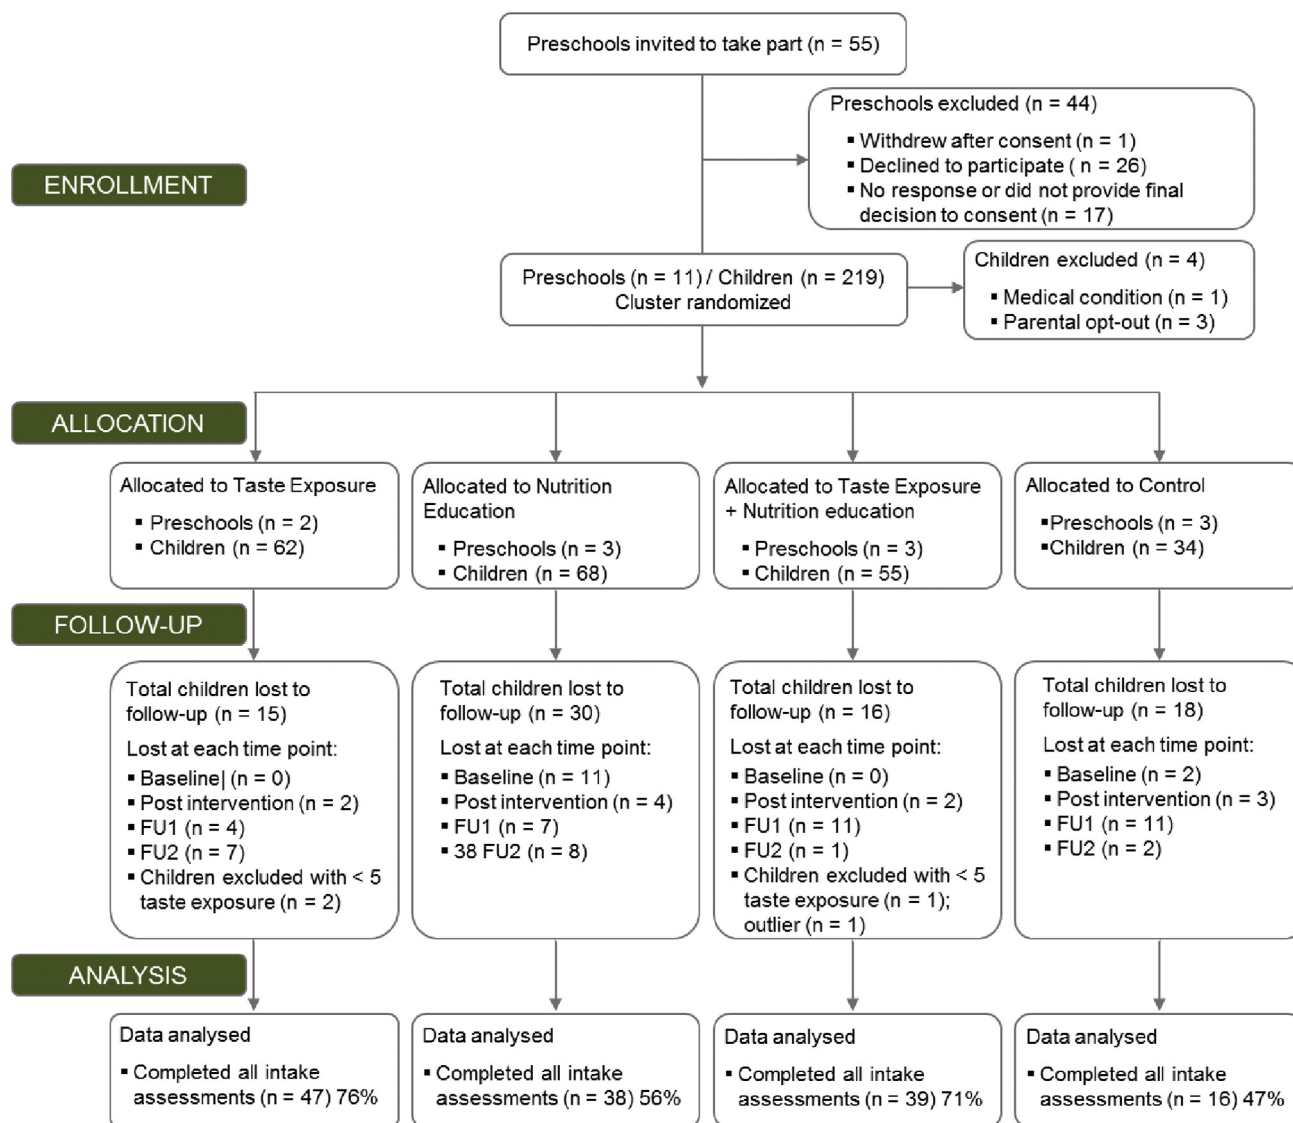 Preschools invited to take part (n = 55)
Preschools excluded (n = 44)
▪ Withdrew after consent (n = 1)
▪ Declined to participate ( n = 26)
▪ No response or did not provide final
decision to consent (n = 17)
ENROLLMENT
Preschools (n = 11) / Children (n = 219)
Cluster randomized
Children excluded (n = 4)
▪ Medical condition (n = 1)
▪ Parental opt-out (n = 3)
ALLOCATION
Allocated to Taste Exposure
▪ Preschools (n = 2)
▪ Children (n = 62)
Allocated to Nutrition
Education
▪ Preschools (n = 3)
▪ Children (n = 68)
Allocated to Taste Exposure
+ Nutrition education
▪ Preschools (n = 3)
▪ Children (n = 55)
Allocated to Control
▪Preschools (n = 3)
▪Children (n = 34)
FOLLOW-UP
Total children lost to
follow-up (n = 15)
Lost at each time point:
▪ Baseline| (n = 0)
▪ Post intervention (n = 2)
▪ FU1 (n = 4)
▪ FU2 (n = 7)
▪ Children excluded with < 5
taste exposure (n = 2)
Total children lost to
follow-up (n = 30)
Lost at each time point:
▪ Baseline (n = 11)
▪ Post intervention (n = 4)
▪ FU1 (n = 7)
▪ 38 FU2 (n = 8)
Total children lost to
follow-up (n = 16)
Lost at each time point:
▪ Baseline (n = 0)
▪ Post intervention (n = 2)
▪ FU1 (n = 11)
▪ FU2 (n = 1)
▪ Children excluded with < 5
taste exposure (n = 1);
outlier (n = 1)
Total children lost to
follow-up (n = 18)
Lost at each time point:
▪ Baseline (n = 2)
▪ Post intervention (n = 3)
▪ FU1 (n = 11)
▪ FU2 (n = 2)
ANALYSIS
Data analysed
▪ Completed all intake
assessments (n = 47) 76%
Data analysed
▪ Completed all intake
assessments (n = 38) 56%
Data analysed
▪ Completed all intake
assessments (n = 39) 71%
Data analysed
▪ Completed all intake
assessments (n = 16) 47%